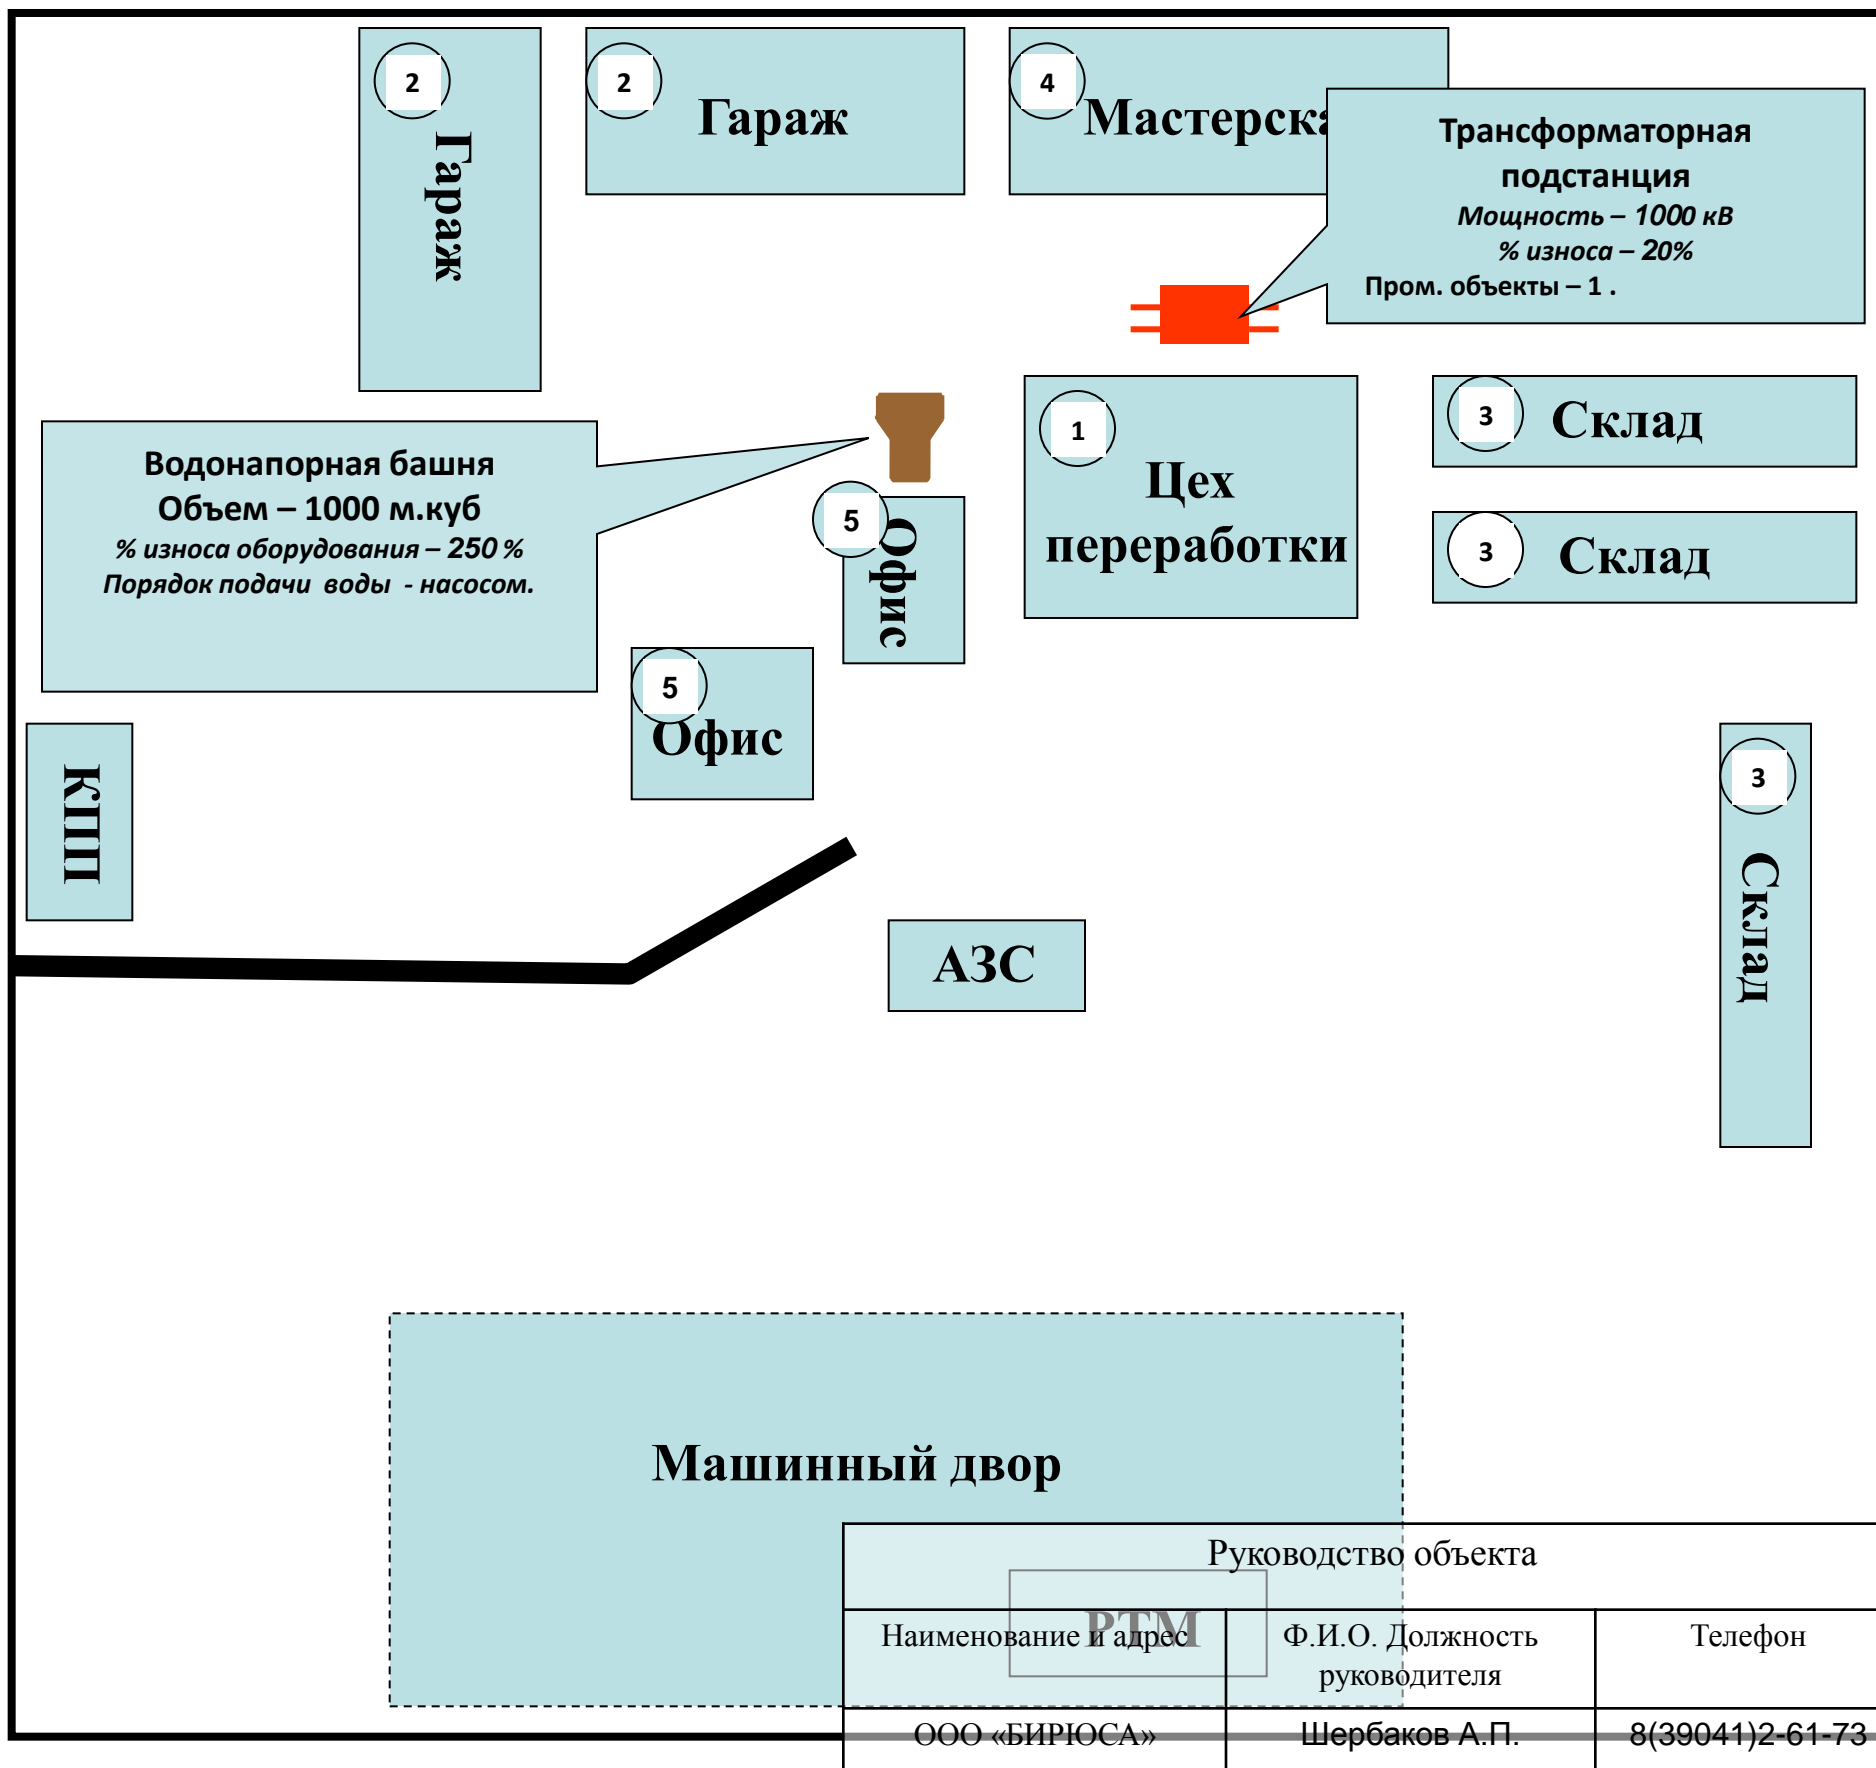 2
Гараж
2
Гараж
4
Мастерска
Трансформаторная
подстанция
Мощность – 1000 кВ
% износа – 20%
Пром. объекты – 1 .
Водонапорная башня
Объем – 1000 м.куб
% износа оборудования – 250 %
Порядок подачи воды - насосом.
5
Офис
1
Цех
переработки
3
Склад
3
Склад
5
Офис
КПП
3
Склад
АЗС
Машинный двор
РТМ
Руководство объекта
Наименование и адрес
Ф.И.О. Должность
руководителя
Телефон
ООО «БИРЮСА»
Шербаков А.П.
8(39041)2-61-73